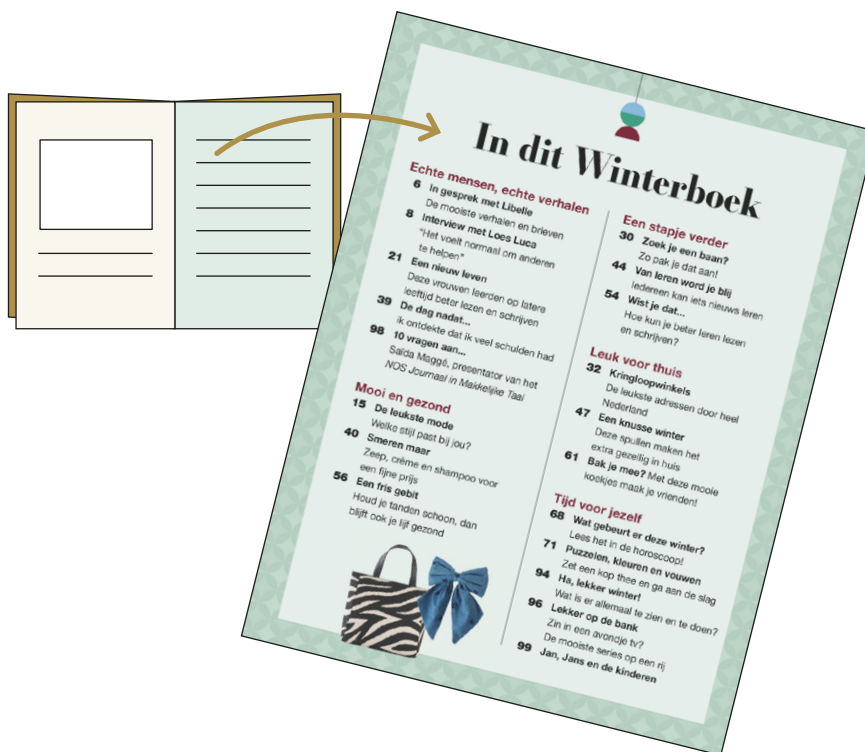 In dit Winterboek
Echte mensen, echte verhalen
6 In gesprek met Libelle
De mooiste verhalen en brieven
8 Interview met Loes Luca
"Het voelt normaal om anderen
te helpen"
21 Een nieuw leven
Deze vrouwen leerden op latere
leeftijd beter lezen en schrijven
39 De dag nadat...
ik ontdekte dat ik veel schulden had
98 10 vragen aan...
Saïda Maggé, presentator van het
NOS Journaal in Makkelijke Taal
Mooi en gezond
15 De leukste mode
Welke stijl past bij jou?
40 Smeren maar
Zeep, crème en shampoo voor
een fijne prijs
56 Een fris gebit
Houd je tanden schoon, dan
blijft ook je lijf gezond
Een stapje verder
30 Zoek je een baan?
Zo pak je dat aan!
44 Van leren word je blij
Iedereen kan iets nieuws leren
54 Wist je dat...
Hoe kun je beter leren lezen
en schrijven?
Leuk voor thuis
32 Kringloopwinkels
De leukste adressen door heel
Nederland
47 Een knusse winter
Deze spullen maken het
extra gezellig in huis
61 Bak je mee? Met deze mooie
koekjes maak je vrienden!
Tijd voor jezelf
68 Wat gebeurt er deze winter?
Lees het in de horoscoop!
71 Puzzelen, kleuren en vouwen
Zet een kop thee en ga aan de slag
94 Ha, lekker winter!
Wat is er allemaal te zien en te doen?
96 Lekker op de bank
Zin in een avondje tv?
De mooiste series op een rij
99 Jan, Jans en de kinderen